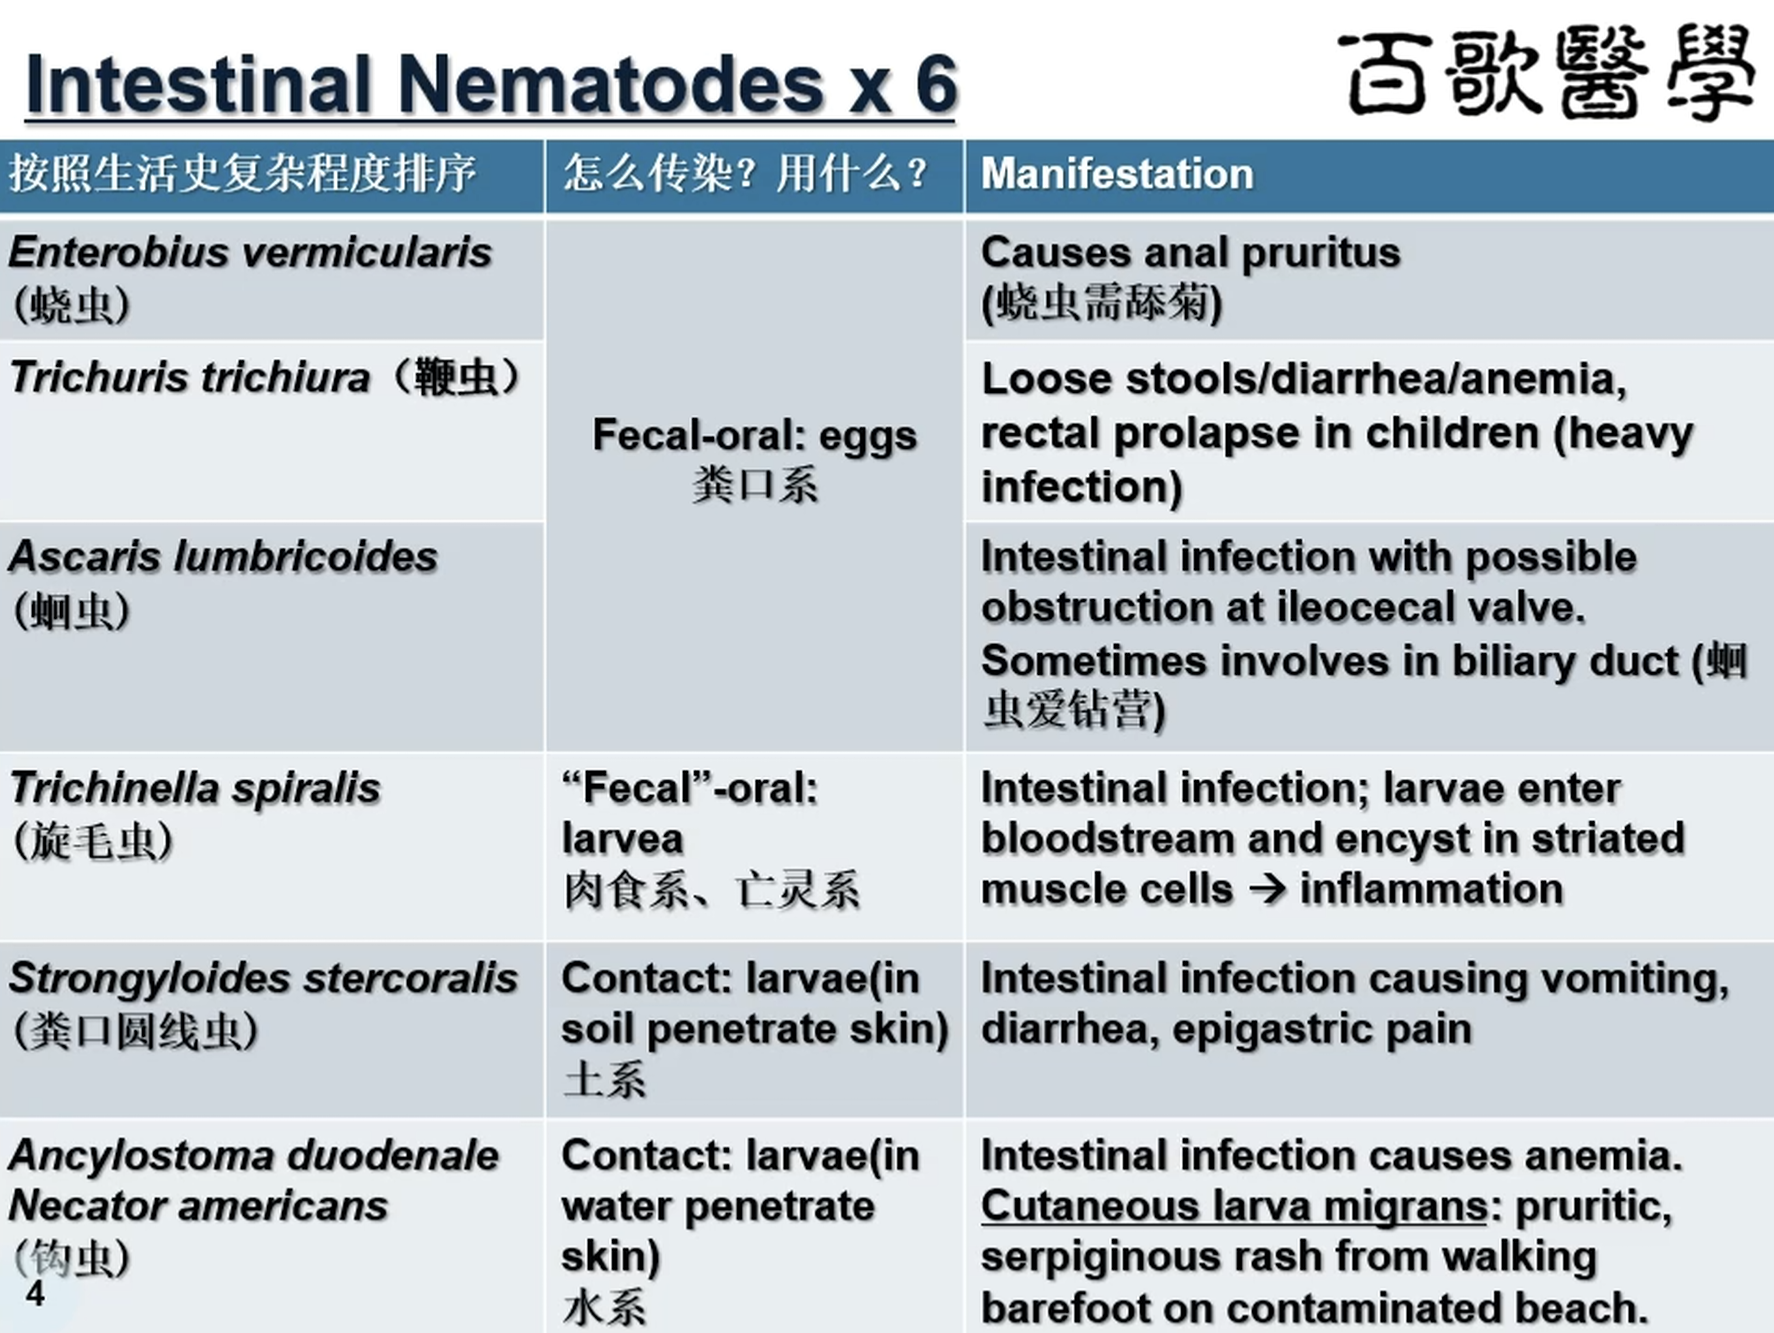 Intestinal Nematodes x 6
百歌醫學
按照生活史复杂程度排序
怎么传染？用什么？
Manifestation
Enterobius vermicularis
(蛲虫)
Causes anal pruritus
(蛲虫需舔菊)
Trichuris trichiura（鞭虫）
Fecal-oral: eggs
粪口系
Loose stools/diarrhea/anemia,
rectal prolapse in children (heavy
infection)
Ascaris lumbricoides
(蛔虫)
Intestinal infection with possible
obstruction at ileocecal valve.
Sometimes involves in biliary duct (蛔
虫爱钻营)
Trichinella spiralis
(旋毛虫)
“Fecal”-oral:
larvea
肉食系、亡灵系
Intestinal infection; larvae enter
bloodstream and encyst in striated
muscle cells → inflammation
Strongyloides stercoralis
(粪口圆线虫)
Contact: larvae(in
soil penetrate skin)
土系
Intestinal infection causing vomiting,
diarrhea, epigastric pain
Ancylostoma duodenale
Necator americans
(钩虫)
Contact: larvae(in
water penetrate
skin)
水系
Intestinal infection causes anemia.
Cutaneous larva migrans: pruritic,
serpiginous rash from walking
barefoot on contaminated beach.
4